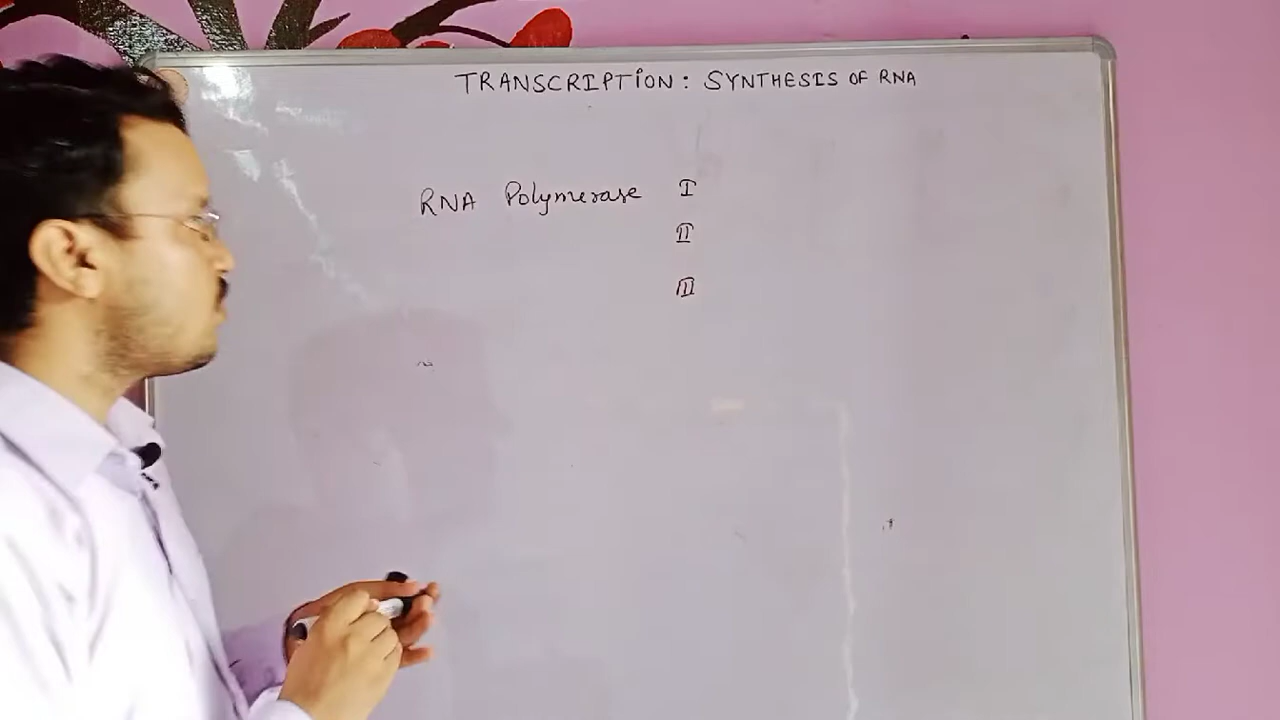 TRANSCRIPTION: SYNTHESIS OF RNA
RNA Polymerase I
II
III